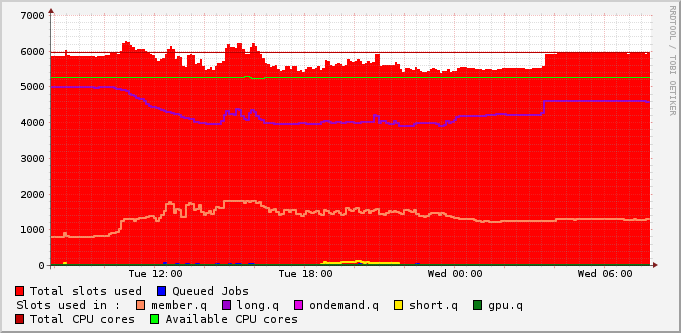 7000
6000
5000
4000
3000
2000
1000
0
Tue 12:00 Tue 18:00 Wed 00:00 Wed 06:00
Total slots used Queued Jobs
Slots used in : member.q long.q ondemand.q short.q gpu.q
Total CPU cores Available CPU cores
RRDTOOL / TOBI OETIKER